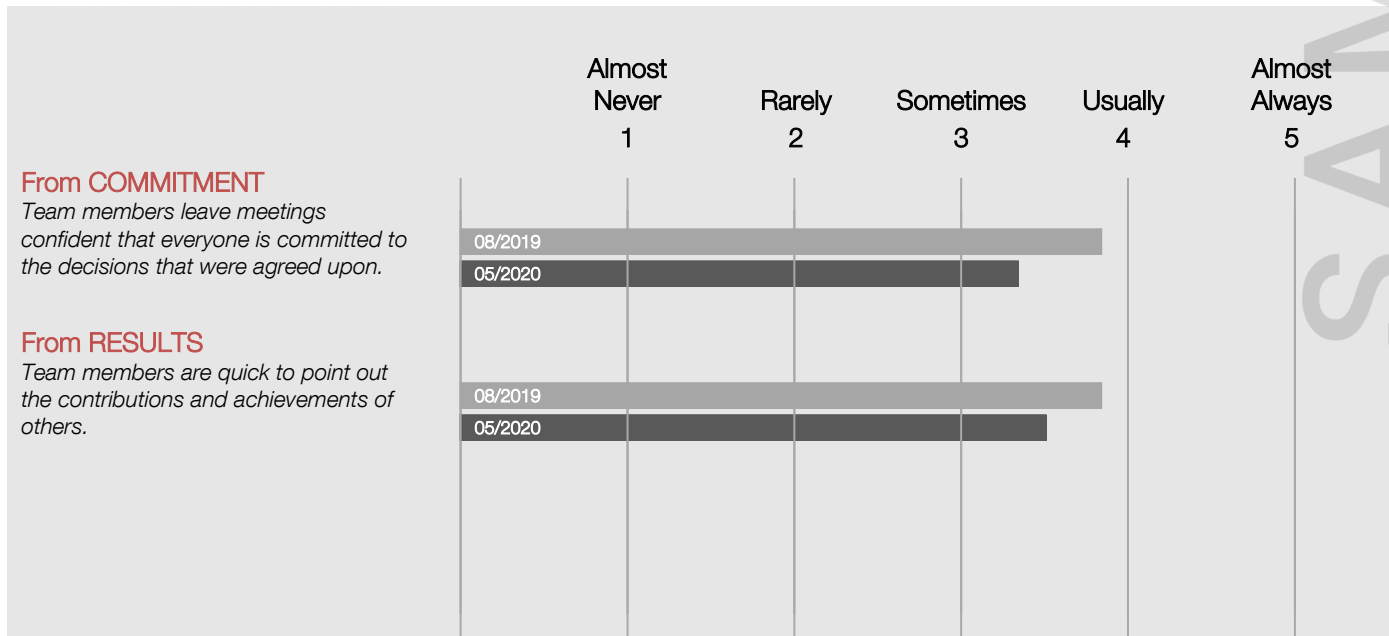 Almost
Never
Rarely
Sometimes
Usually
Almost
Always
1
2
3
4
5
From COMMITMENT
Team members leave meetings
confident that everyone is committed to
the decisions that were agreed upon.
08/2019
05/2020
From RESULTS
Team members are quick to point out
the contributions and achievements of
others.
08/2019
05/2020